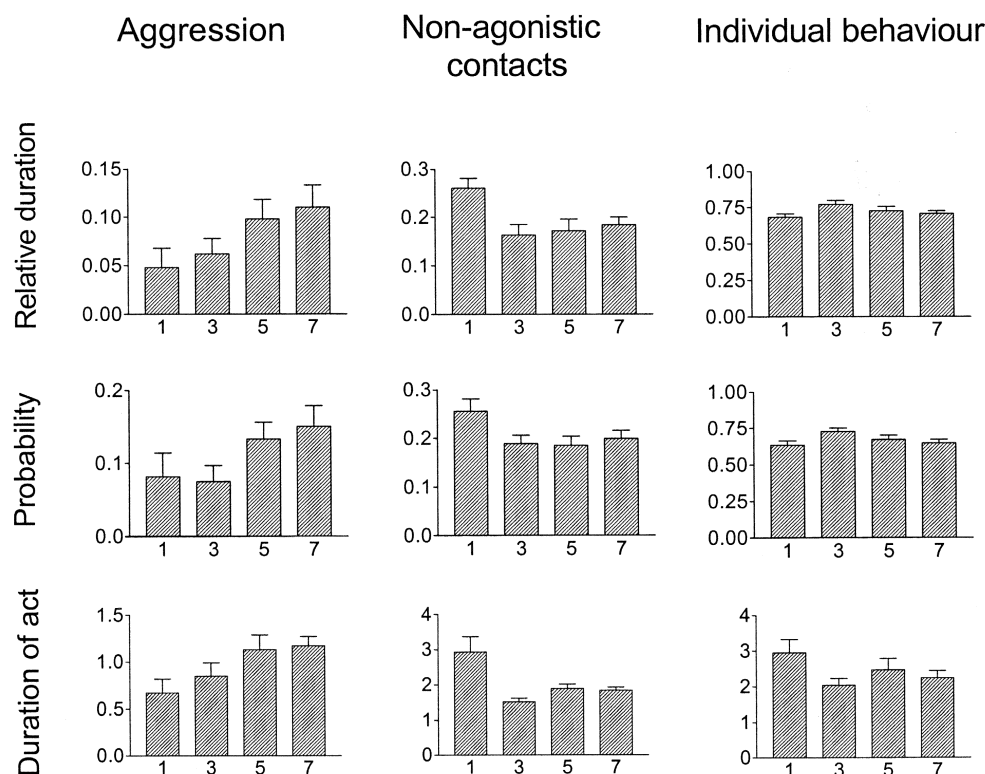 Aggression
Non-agonistic
contacts
Individual behaviour
Relative duration
0.15
0.10
0.05
0.00
1 3 5 7
0.3
0.2
0.1
0.0
1 3 5 7
1.00
0.75
0.50
0.25
0.00
1 3 5 7
Probability
0.2
0.1
0.0
1 3 5 7
0.3
0.2
0.1
0.0
1 3 5 7
1.00
0.75
0.50
0.25
0.00
1 3 5 7
Duration of act
1.5
1.0
0.5
0.0
1 3 5 7
4
3
2
1
0
1 3 5 7
4
3
2
1
0
1 3 5 7